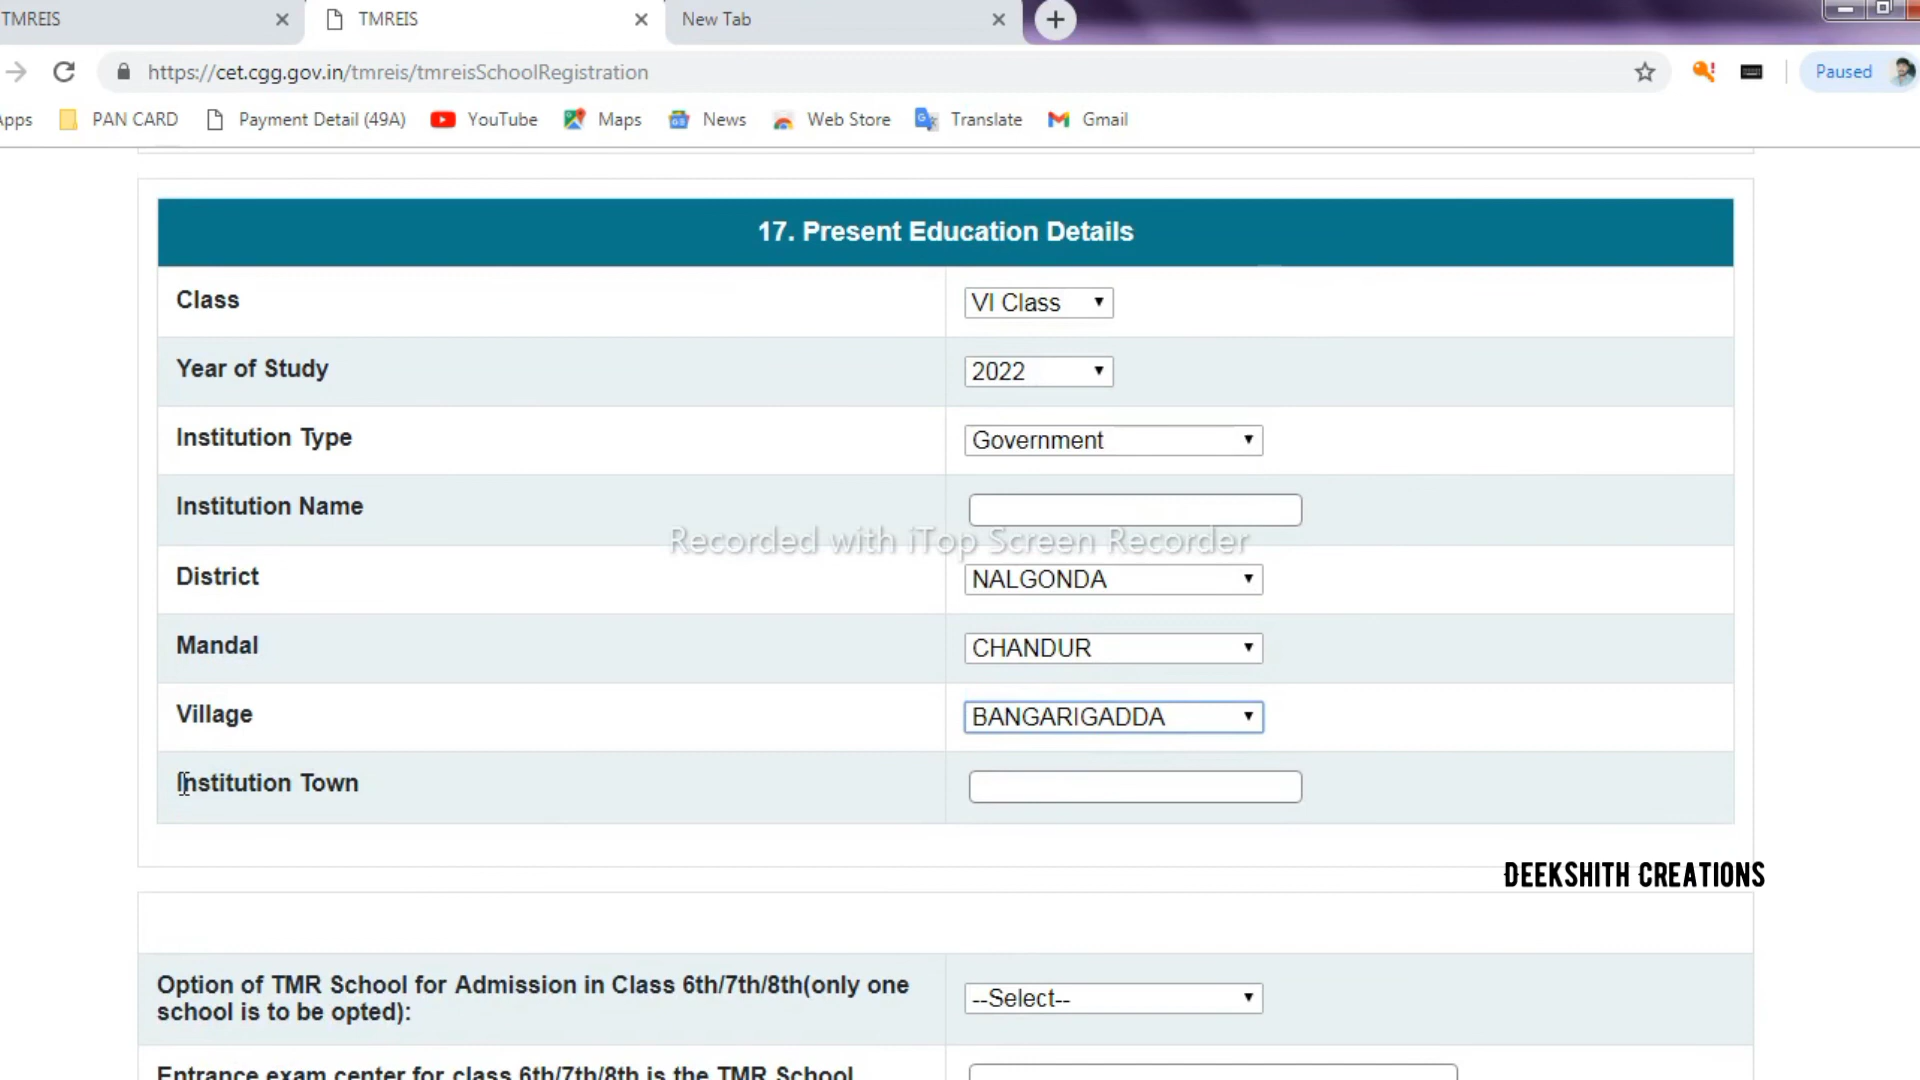 TMREIS
TMREIS
New Tab
https://cet.cgg.gov.in/tmreis/tmreisSchoolRegistration
Paused
Apps
PAN CARD
Payment Detail (49A)
YouTube
Maps
News
Web Store
Translate
Gmail
17. Present Education Details
Class
VI Class
Year of Study
2022
Institution Type
Government
Institution Name
Recorded with iTop Screen Recorder
District
NALGONDA
Mandal
CHANDUR
Village
BANGARIGADDA
Institution Town
DEEKSHITH CREATIONS
Option of TMR School for Admission in Class 6th/7th/8th(only one
school is to be opted):
--Select--
Entrance exam center for class 6th/7th/8th is the TMR School